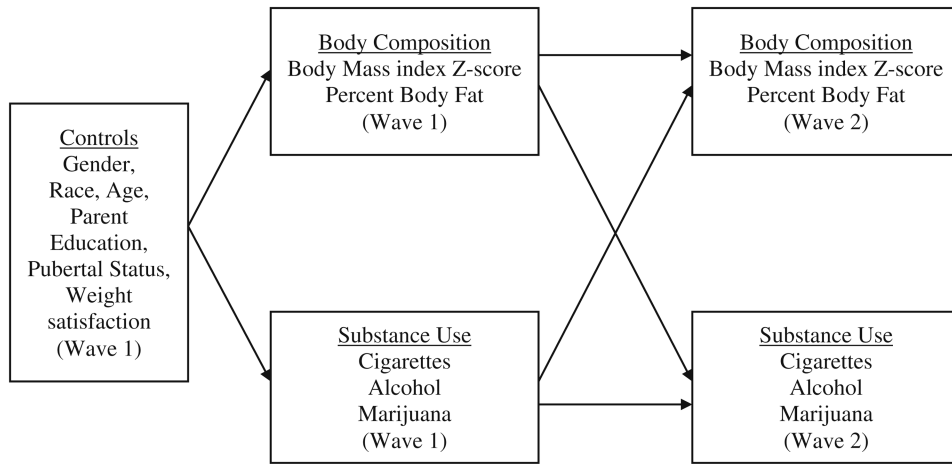 Controls
Gender,
Race, Age,
Parent
Education,
Pubertal Status,
Weight
satisfaction
(Wave 1)
Body Composition
Body Mass index Z-score
Percent Body Fat
(Wave 1)
Substance Use
Cigarettes
Alcohol
Marijuana
(Wave 1)
Body Composition
Body Mass index Z-score
Percent Body Fat
(Wave 2)
Substance Use
Cigarettes
Alcohol
Marijuana
(Wave 2)